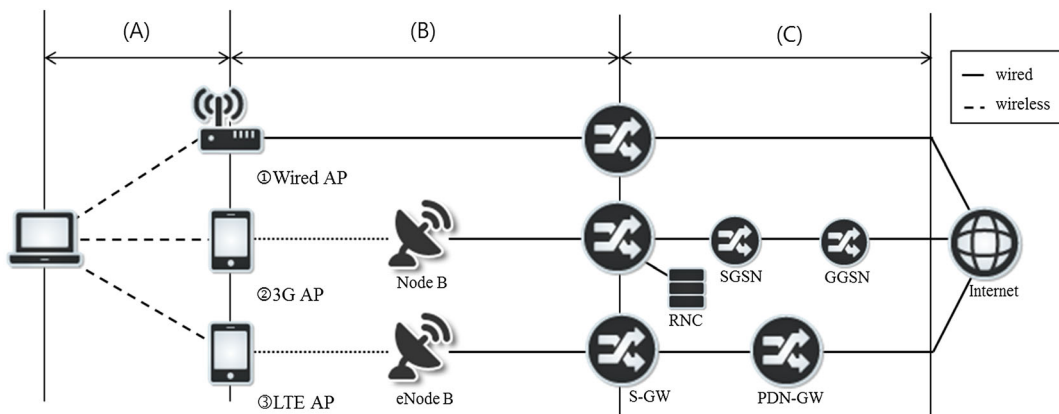 (A)
(B)
(C)
wired
wireless
①Wired AP
②3G AP
Node B
RNC
SGSN
GGSN
Internet
③LTE AP
eNode B
S-GW
PDN-GW